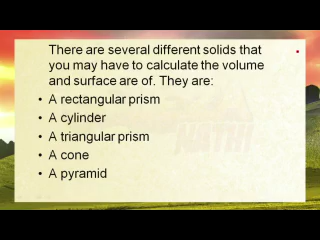 There are several different solids that
you may have to calculate the volume
and surface are of. They are:
• A rectangular prism
• A cylinder
• A triangular prism
• A cone
• A pyramid